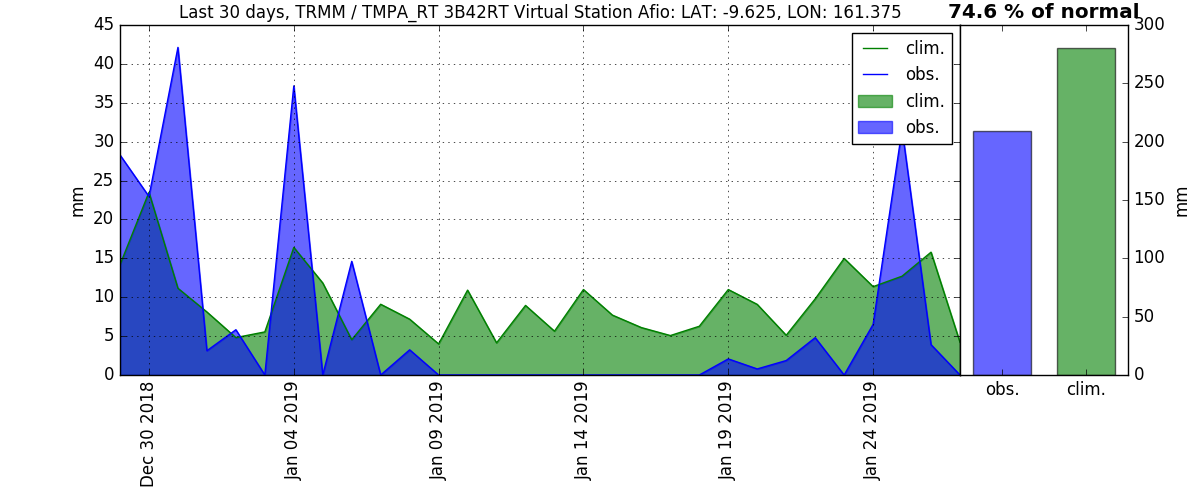 Last 30 days, TRMM / TMPA_RT 3B42RT Virtual Station Afio: LAT: -9.625, LON: 161.375
74.6 % of normal
45
40
35
30
25
20
15
10
5
0
mm
clim.
obs.
clim.
obs.
Dec 30 2018
Jan 04 2019
Jan 09 2019
Jan 14 2019
Jan 19 2019
Jan 24 2019
300
250
200
150
100
50
0
mm
obs.
clim.